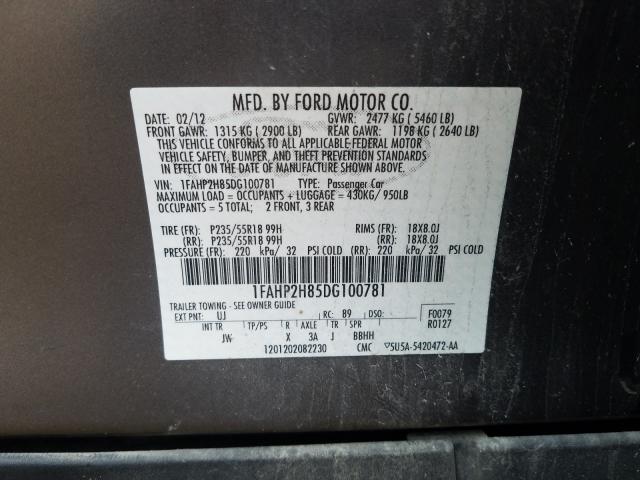 MFD. BY FORD MOTOR CO.
DATE: 02/12 GVWR: 2477 KG ( 5460 LB)
FRONT GAWR: 1315 KG ( 2900 LB) REAR GAWR: 1198 KG ( 2640 LB)
THIS VEHICLE CONFORMS TO ALL APPLICABLE FEDERAL MOTOR
VEHICLE SAFETY, BUMPER, AND THEFT PREVENTION STANDARDS
IN EFFECT ON THE DATE OF MANUFACTURE SHOWN ABOVE.
VIN: 1FAHP2H85DG100781 TYPE: Passenger Car
MAXIMUM LOAD = OCCUPANTS + LUGGAGE = 430KG/ 950LB
OCCUPANTS = 5 TOTAL; 2 FRONT, 3 REAR
TIRE (FR): P235/55R18 99H RIMS (FR): 18X8.0J
(RR): P235/55R18 99H (RR): 18X8.0J
PRESSURE (FR): 220 kPa/ 32 PSI COLD (RR): 220 kPa/ 32 PSI COLD
1FAHP2H85DG100781
TRAILER TOWING - SEE OWNER GUIDE
EXT PNT: UJ RC: 89 DSO: F0079
INT TR TP/PS R AXLE TR SPR R0127
JW X 3A J BBHH
1201202082230 CMC 5U5A-5420472-AA